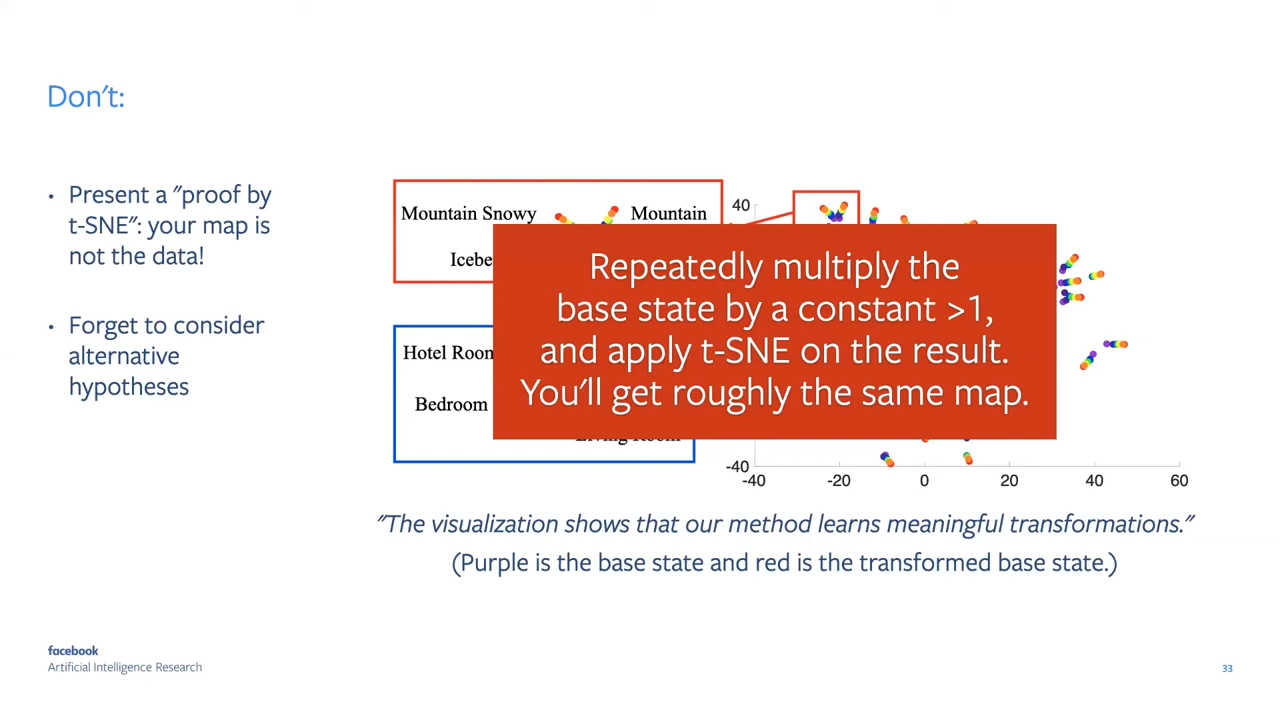 Don't:
• Present a "proof by
t-SNE": your map is
not the data!
• Forget to consider
alternative
hypotheses
Mountain Snowy
Mountain
Hotel Room
Bedroom
Living Room
40
-40
-40
-20
0
20
40
60
Repeatedly multiply the
base state by a constant >1,
and apply t-SNE on the result.
You'll get roughly the same map.
"The visualization shows that our method learns meaningful transformations."
(Purple is the base state and red is the transformed base state.)
facebook
Artificial Intelligence Research
33